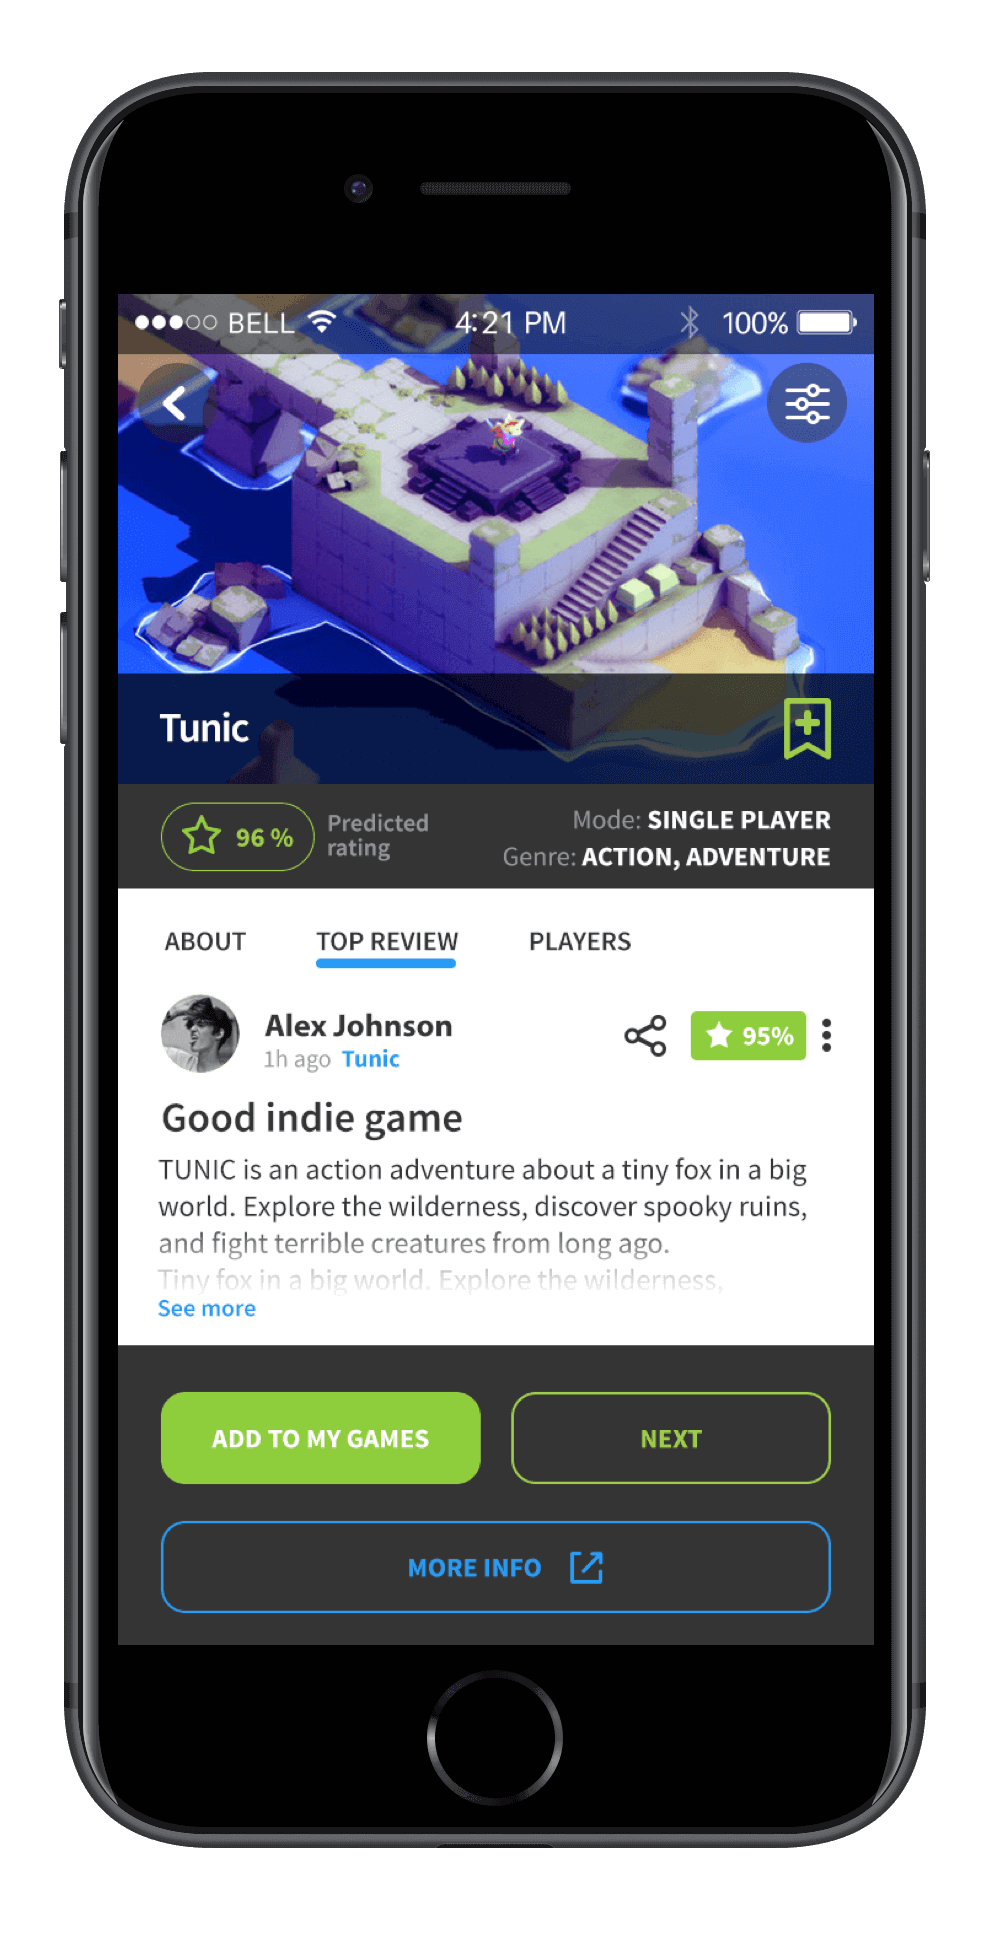 BELL 4:21 PM 100%
Tunic
96 %
Predicted
rating
Mode: SINGLE PLAYER
Genre: ACTION, ADVENTURE
ABOUT TOP REVIEW PLAYERS
Alex Johnson
1h ago Tunic
95%
Good indie game
TUNIC is an action adventure about a tiny fox in a big
world. Explore the wilderness, discover spooky ruins,
and fight terrible creatures from long ago.
Tiny fox in a big world. Explore the wilderness,
See more
ADD TO MY GAMES NEXT
MORE INFO